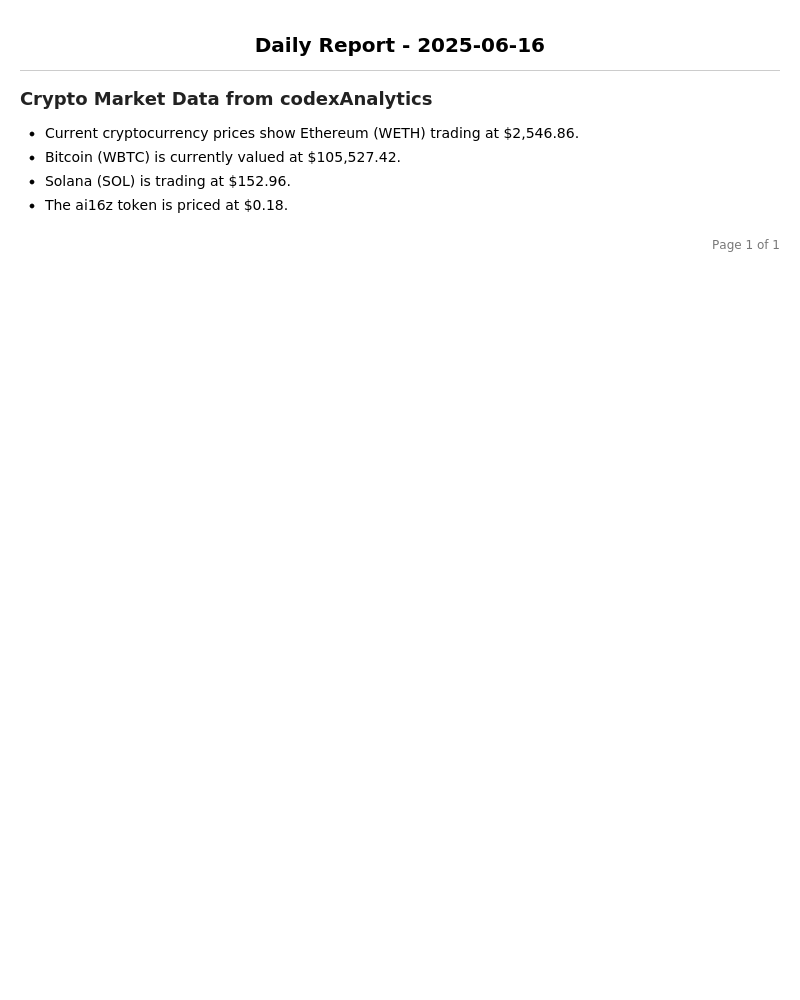 Daily Report - 2025-06-16
Crypto Market Data from codexAnalytics
• Current cryptocurrency prices show Ethereum (WETH) trading at $2,546.86.
• Bitcoin (WBTC) is currently valued at $105,527.42.
• Solana (SOL) is trading at $152.96.
• The ai16z token is priced at $0.18.
Page 1 of 1